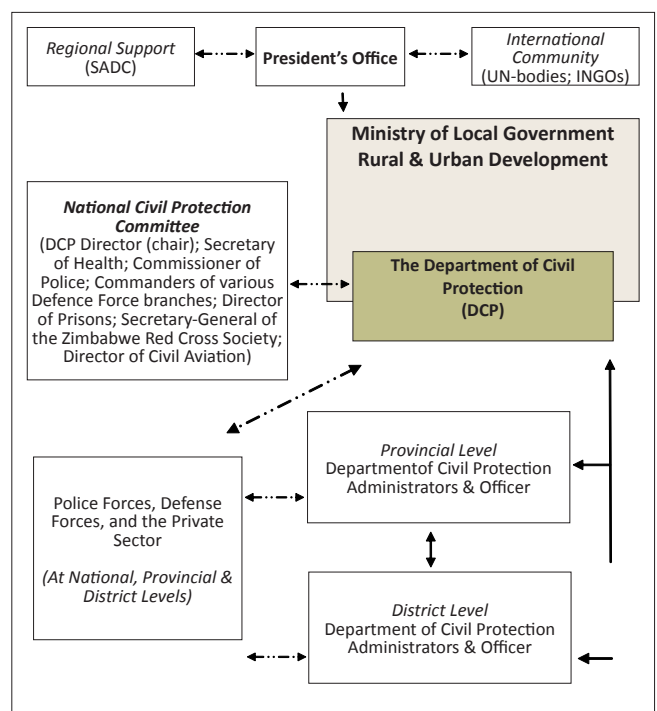 Regional Support
(SADC)
President's Office
International
Community
(UN-bodies; INGOs)
Ministry of Local Government
Rural & Urban Development
National Civil Protection
Committee
(DCP Director (chair); Secretary
of Health; Commissioner of
Police; Commanders of various
Defence Force branches; Director
of Prisons; Secretary-General of
the Zimbabwe Red Cross Society;
Director of Civil Aviation)
The Department of Civil
Protection
(DCP)
Provincial Level
Departmentof Civil Protection
Administrators & Officer
Police Forces, Defense
Forces, and the Private
Sector
(At National, Provincial &
District Levels)
District Level
Department of Civil Protection
Administrators & Officer